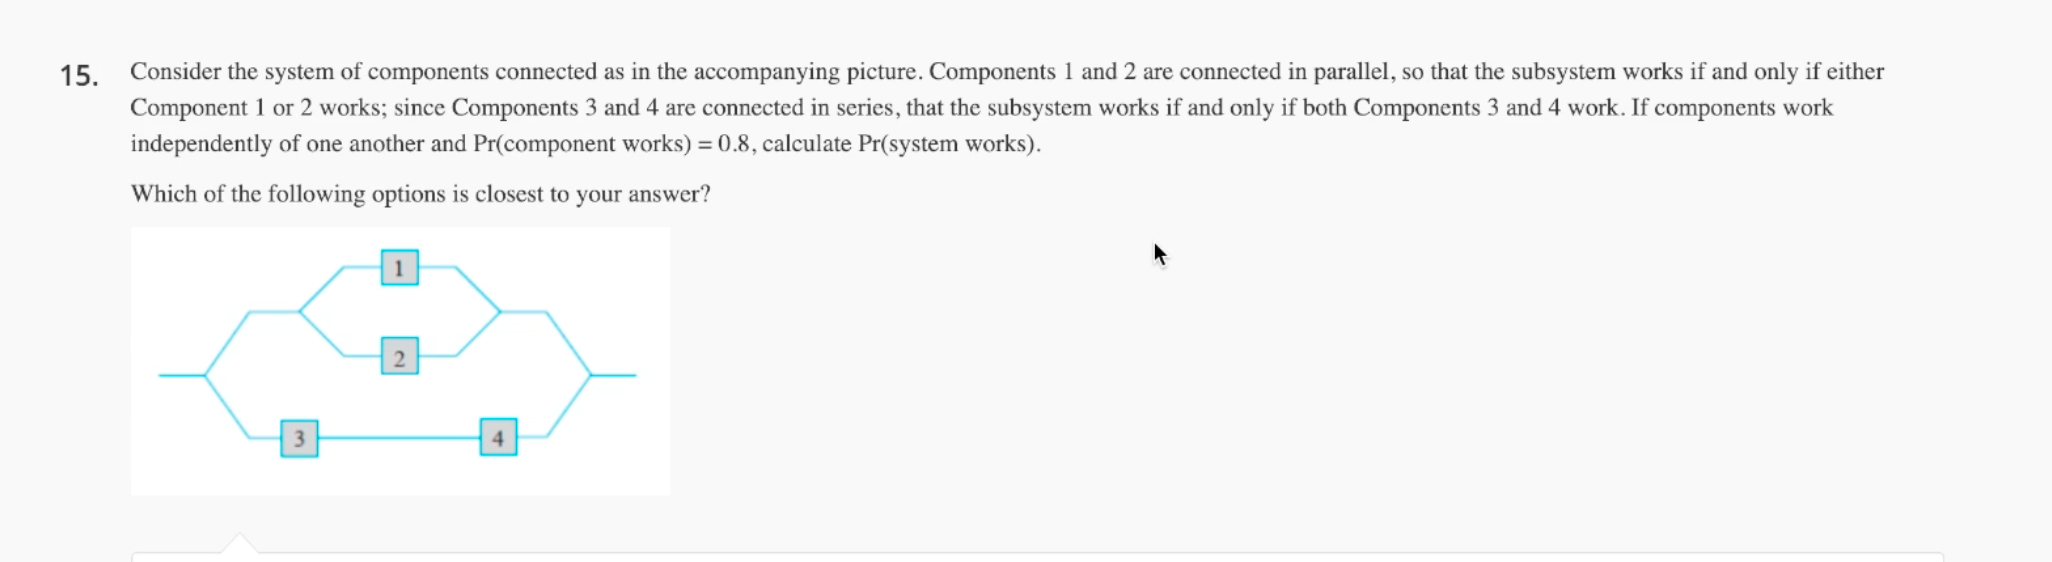 15. Consider the system of components connected as in the accompanying picture. Components 1 and 2 are connected in parallel, so that the subsystem works if and only if either
Component 1 or 2 works; since Components 3 and 4 are connected in series, that the subsystem works if and only if both Components 3 and 4 work. If components work
independently of one another and Pr(component works) = 0.8, calculate Pr(system works).
Which of the following options is closest to your answer?
1
2
3
4